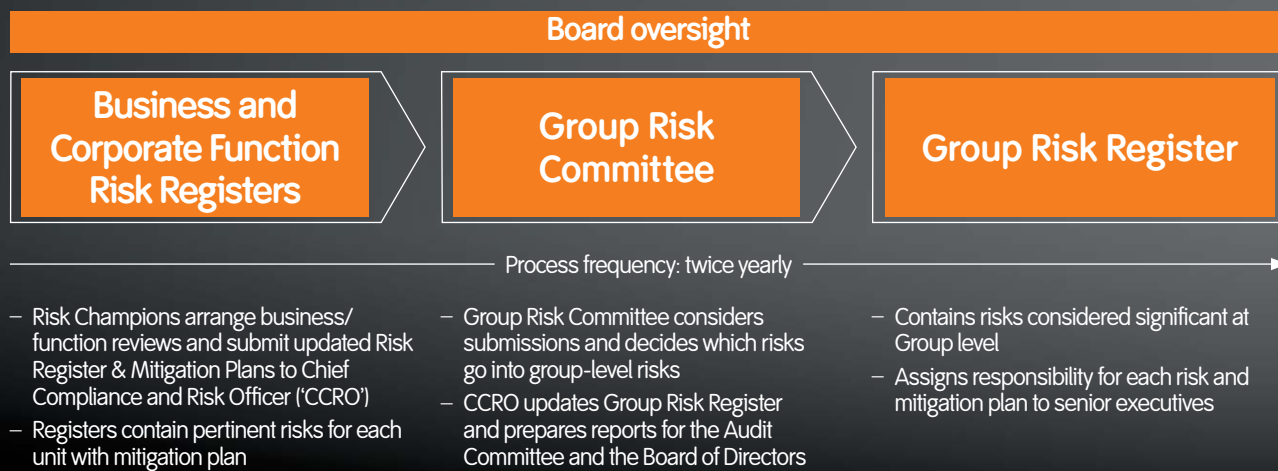 Board oversight
Business and
Corporate Function
Risk Registers
Group Risk
Committee
Group Risk Register
Process frequency: twice yearly
– Risk Champions arrange business/
function reviews and submit updated Risk
Register & Mitigation Plans to Chief
Compliance and Risk Officer (‘CCRO’)
– Registers contain pertinent risks for each
unit with mitigation plan
– Group Risk Committee considers
submissions and decides which risks
go into group-level risks
– CCRO updates Group Risk Register
and prepares reports for the Audit
Committee and the Board of Directors
– Contains risks considered significant at
Group level
– Assigns responsibility for each risk and
mitigation plan to senior executives